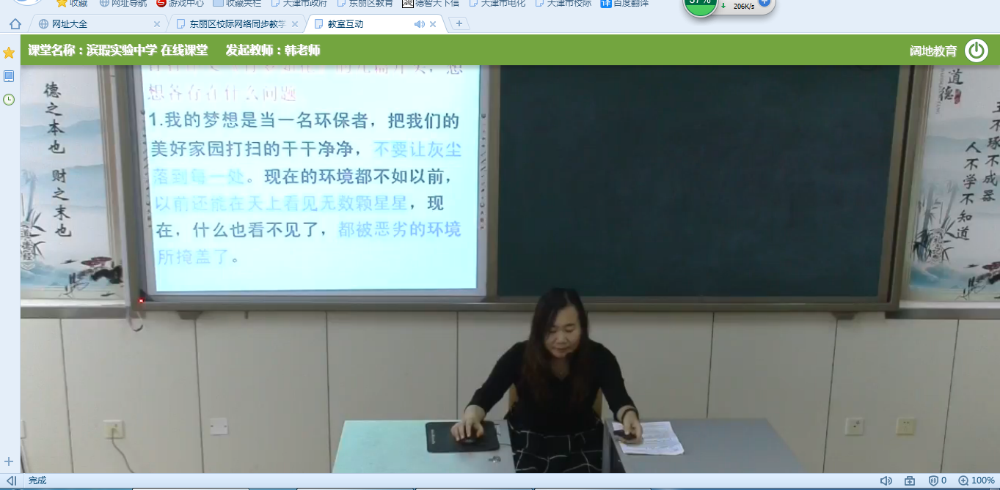 收藏 网址导航 游戏中心 收藏夹栏 天津市政府 东丽区教育 德智天下信 天津市电化 天津市校际 百度翻译
37% 206K/s
网址大全 东丽区校际网络同步教学 教室互动
课堂名称：滨瑕实验中学 在线课堂 发起教师：韩老师 阔地教育
想各存在什么问题
1.我的梦想是当一名环保者，把我们的
美好家园打扫的干干净净，不要让灰尘
落到每一处。现在的环境都不如以前，
以前还能在天上看见无数颗星星，现
在，什么也看不见了，都被恶劣的环境
所掩盖了。
德之本也
财之末也
道德
玉不琢不成器
人不学不知道
完成 0 100%